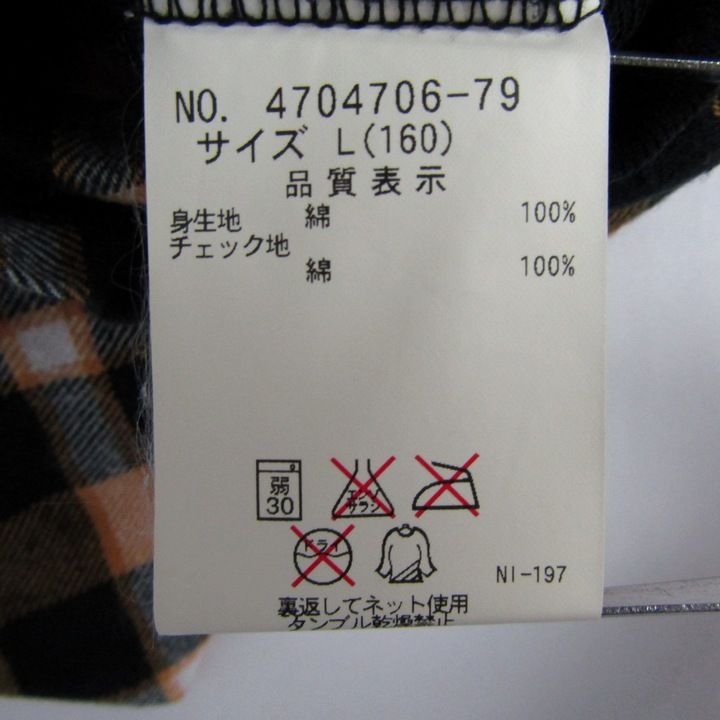 NO. 4704706-79
サイズ L(160)
品質表示
身生地 綿 100%
チェック地
綿 100%
弱
30
エンソ
サラシ
ドライ
NI-197
裏返してネット使用
タンブル乾燥禁止